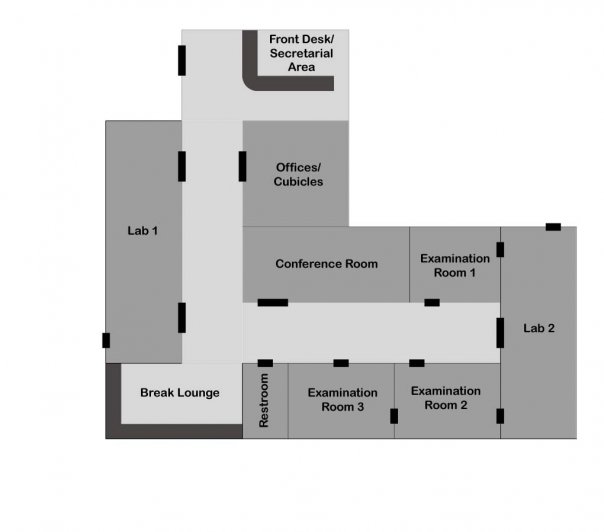 Front Desk/
Secretarial
Area
Offices/
Cubicles
Lab 1
Conference Room
Examination
Room 1
Lab 2
Break Lounge
Restroom
Examination
Room 3
Examination
Room 2